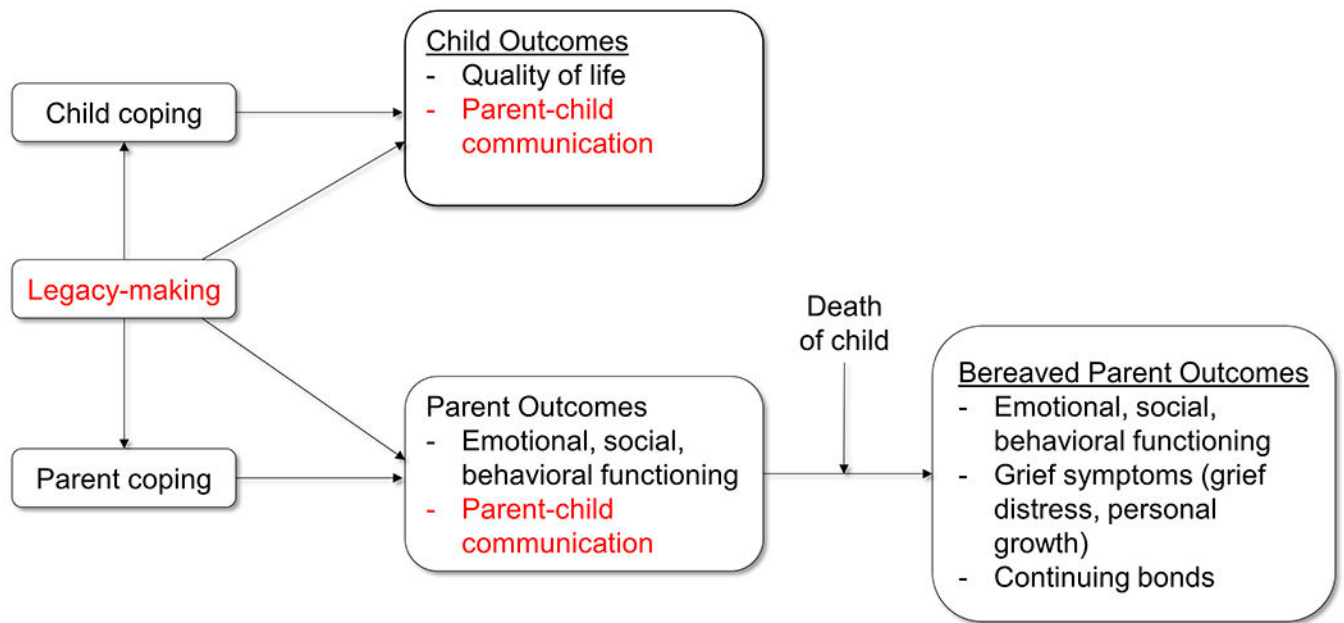 Child Outcomes
- Quality of life
- Parent-child
communication
Child coping
Legacy-making
Parent coping
Parent Outcomes
- Emotional, social,
behavioral functioning
- Parent-child
communication
Death
of child
Bereaved Parent Outcomes
- Emotional, social,
behavioral functioning
- Grief symptoms (grief
distress, personal
growth)
- Continuing bonds